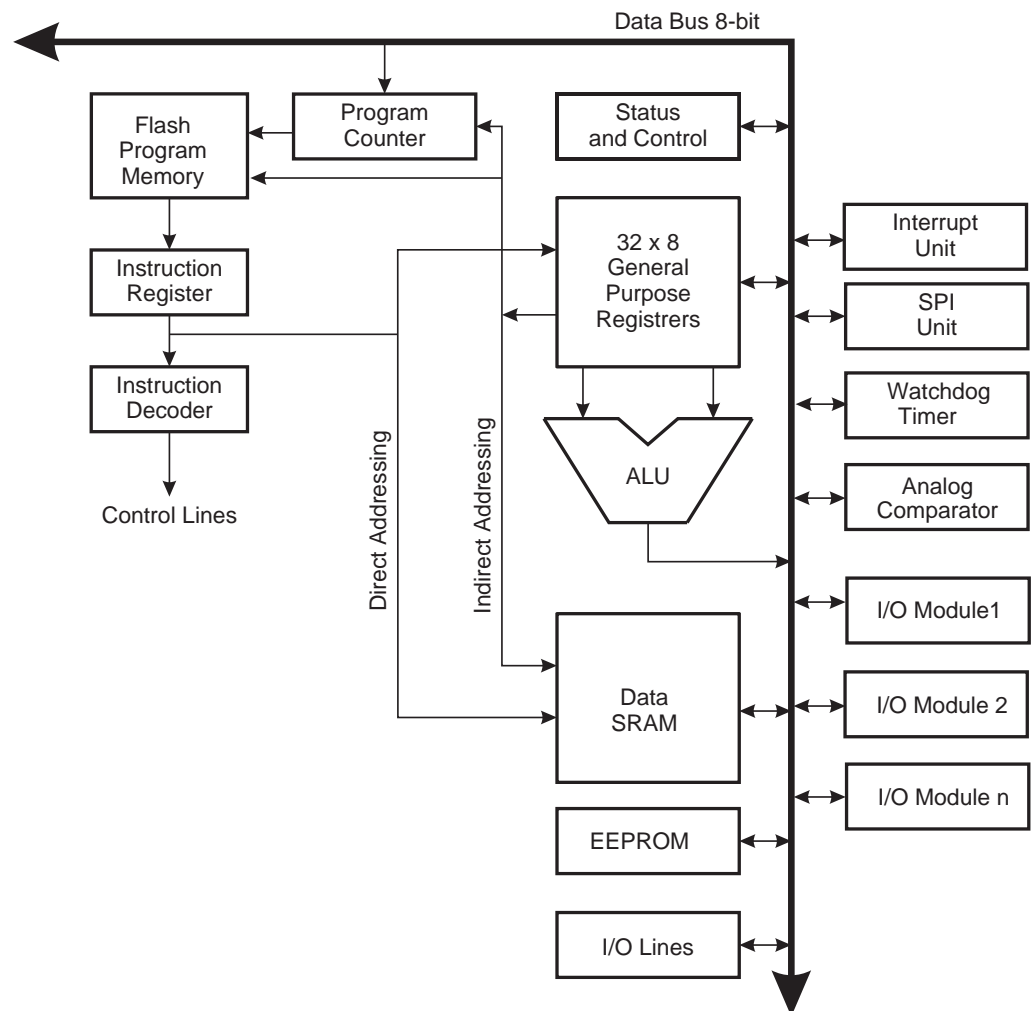 Data Bus 8-bit
Flash
Program
Memory
Program
Counter
Status
and Control
32 x 8
General
Purpose
Registrers
Interrupt
Unit
Instruction
Register
SPI
Unit
Instruction
Decoder
Watchdog
Timer
Direct Addressing
Indirect Addressing
ALU
Analog
Comparator
Control Lines
I/O Module1
Data
SRAM
I/O Module 2
I/O Module n
EEPROM
I/O Lines